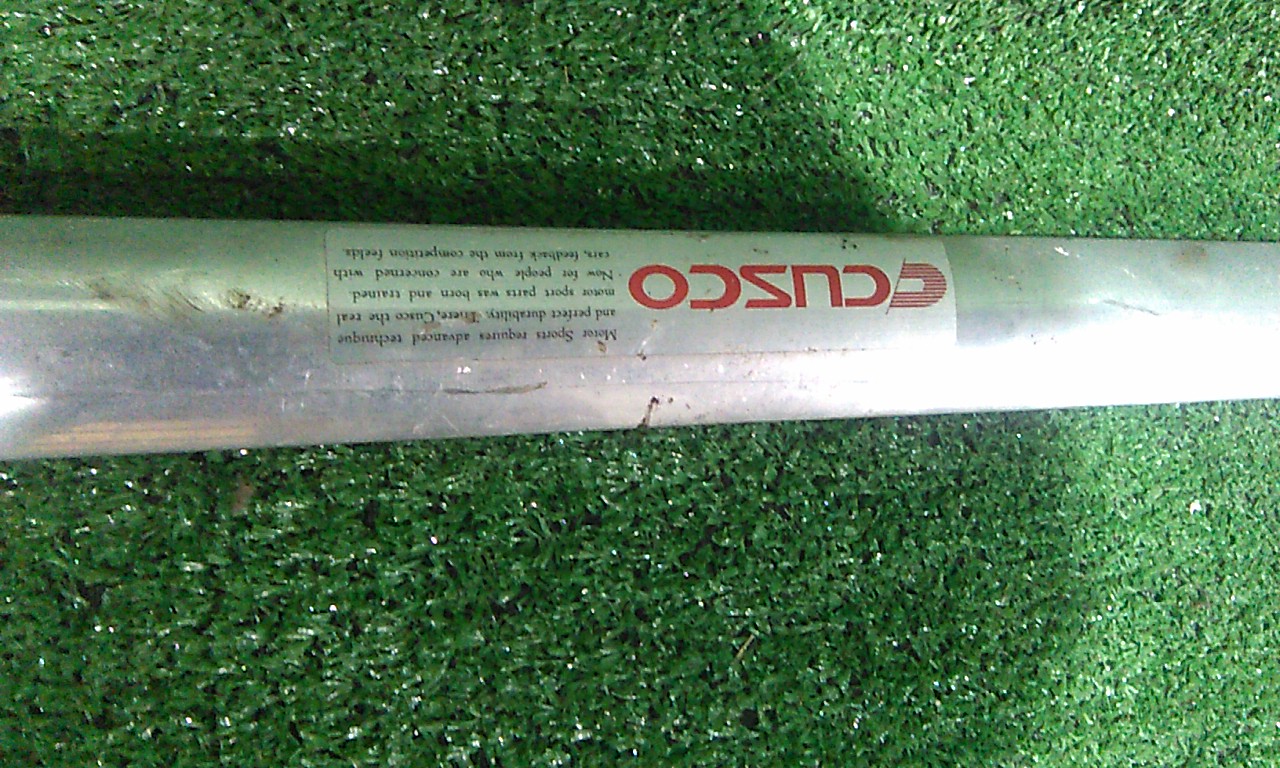 CUSCO
Motor Sports requires advanced technique
and perfect durability. There, Cusco the real
motor sport parts was born and trained.
Now for people who are concerned with
cars, feedback from the competition feelds.